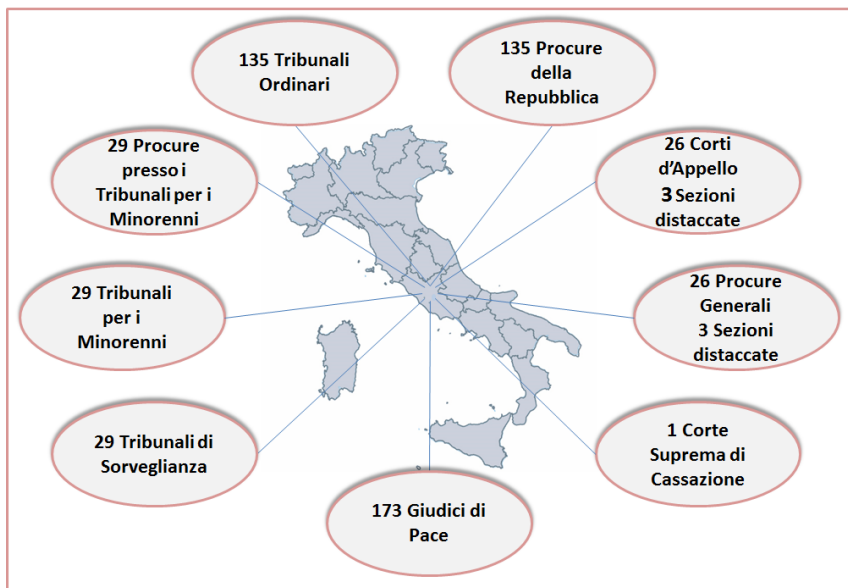 135 Tribunali
Ordinari
135 Procure
della
Repubblica
29 Procure
presso i
Tribunali per i
Minorenni
26 Corti
d'Appello
3 Sezioni
distaccate
29 Tribunali
per i
Minorenni
26 Procure
Generali
3 Sezioni
distaccate
29 Tribunali di
Sorveglianza
1 Corte
Suprema di
Cassazione
173 Giudici di
Pace